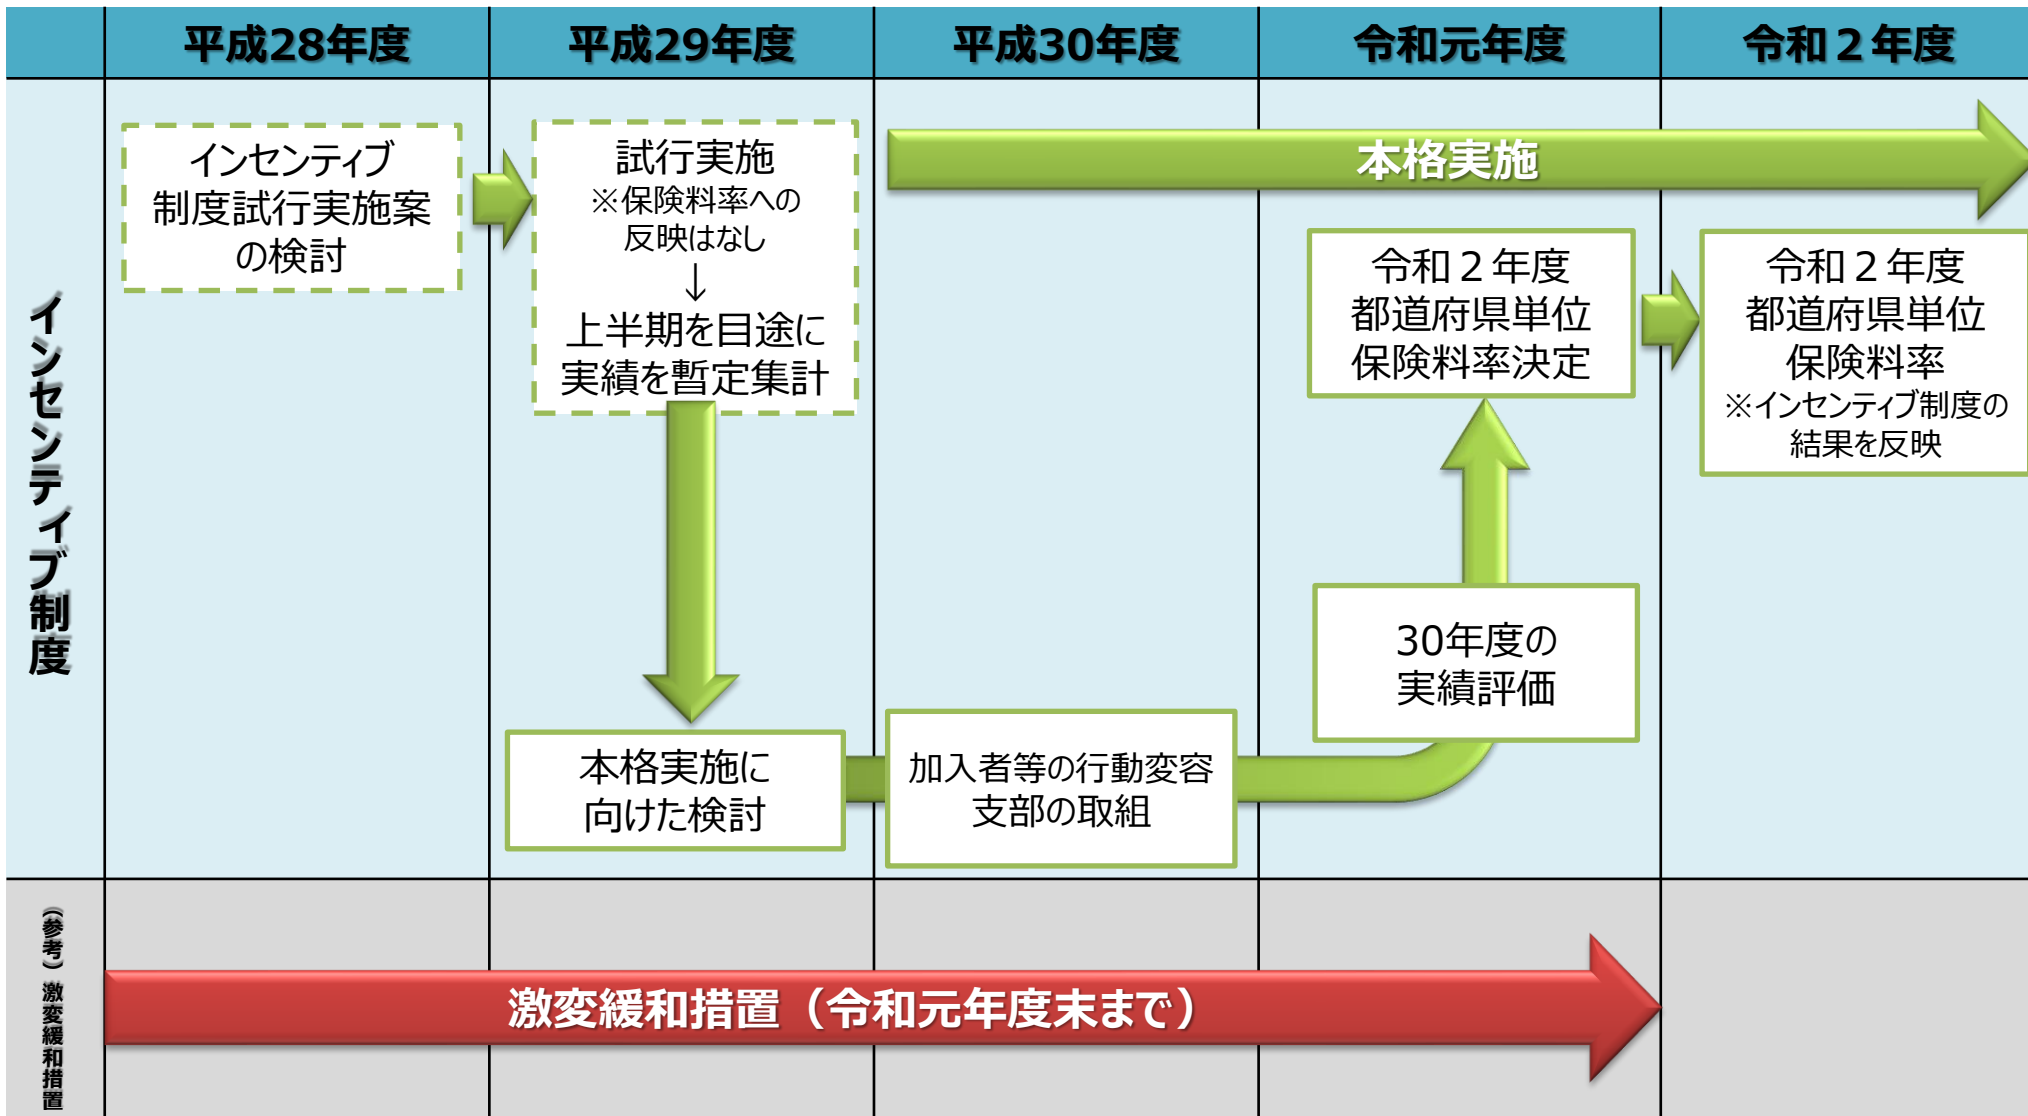 平成28年度
平成29年度
平成30年度
令和元年度
令和２年度
インセンティブ制度
インセンティブ
制度試行実施案
の検討
試行実施
※保険料率への
反映はなし
↓
上半期を目途に
実績を暫定集計
本格実施に
向けた検討
本格実施
加入者等の行動変容
支部の取組
令和２年度
都道府県単位
保険料率決定
30年度の
実績評価
令和２年度
都道府県単位
保険料率
※インセンティブ制度の
結果を反映
（参考）激変緩和措置
激変緩和措置（令和元年度末まで）